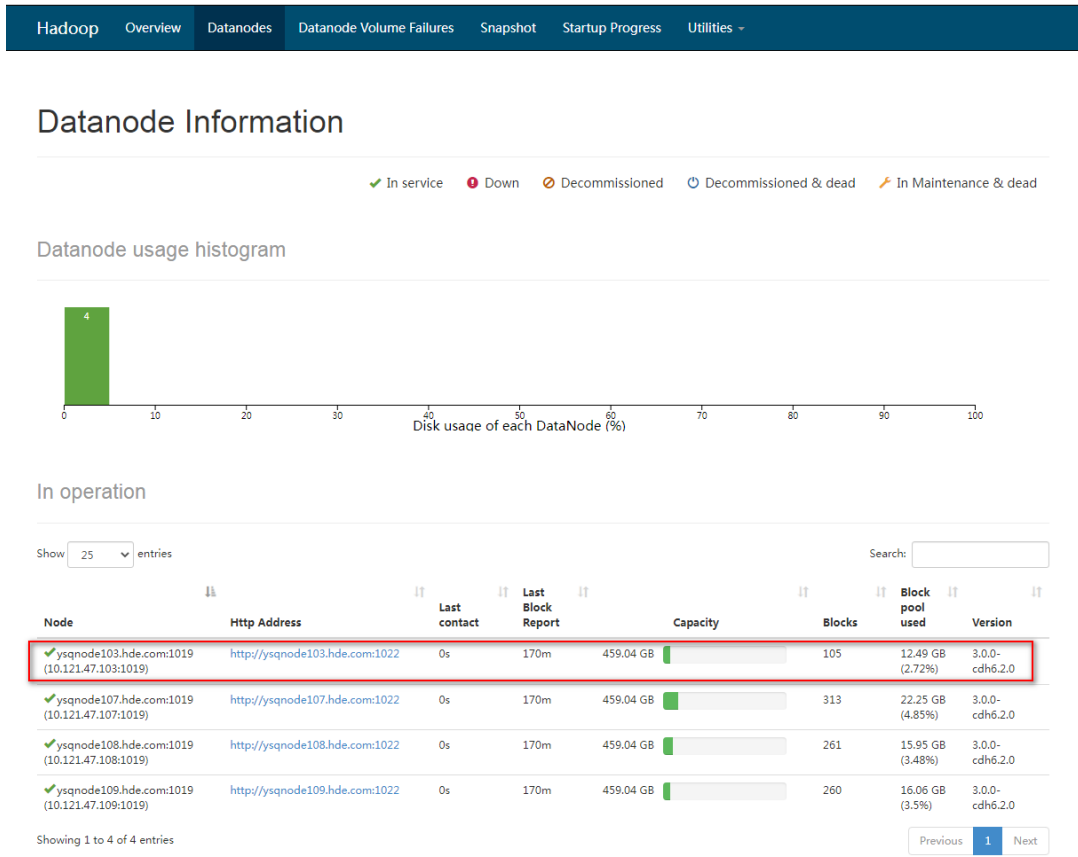 Hadoop Overview Datanodes Datanode Volume Failures Snapshot Startup Progress Utilities
Datanode Information
In service Down Decommissioned Decommissioned & dead In Maintenance & dead
Datanode usage histogram
4
0 10 20 30 40 50 60 70 80 90 100
Disk usage of each DataNode (%)
In operation
Show 25 entries Search:
Node Http Address Last contact Last Block Report Capacity Blocks Block pool used Version
ysqnode103.hde.com:1019 http://ysqnode103.hde.com:1022 0s 170m 459.04 GB 105 12.49 GB 3.0.0-
(10.121.47.103:1019) (2.72%) cdh6.2.0
ysqnode107.hde.com:1019 http://ysqnode107.hde.com:1022 0s 170m 459.04 GB 313 22.25 GB 3.0.0-
(10.121.47.107:1019) (4.85%) cdh6.2.0
ysqnode108.hde.com:1019 http://ysqnode108.hde.com:1022 0s 170m 459.04 GB 261 15.95 GB 3.0.0-
(10.121.47.108:1019) (3.48%) cdh6.2.0
ysqnode109.hde.com:1019 http://ysqnode109.hde.com:1022 0s 170m 459.04 GB 260 16.06 GB 3.0.0-
(10.121.47.109:1019) (3.5%) cdh6.2.0
Showing 1 to 4 of 4 entries Previous 1 Next